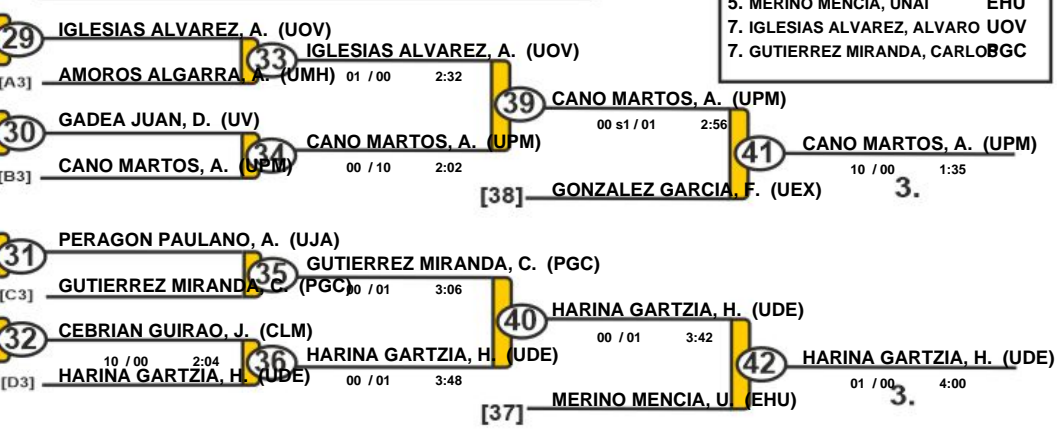 5. MERINO MENCIA, UNAI EHU
7. IGLESIAS ALVAREZ, ALVARO UOV
7. GUTIERREZ MIRANDA, CARLOS PGC
29
IGLESIAS ALVAREZ, A. (UOV)
[A3]
AMOROS ALGARRA, A. (UMH)
33
IGLESIAS ALVAREZ, A. (UOV)
01 / 00 2:32
30
GADEA JUAN, D. (UV)
[B3]
CANO MARTOS, A. (UPM)
34
CANO MARTOS, A. (UPM)
00 / 10 2:02
39
CANO MARTOS, A. (UPM)
00 s1 / 01 2:56
[38]
GONZALEZ GARCIA, F. (UEX)
41
CANO MARTOS, A. (UPM)
10 / 00 1:35
3.
31
PERAGON PAULANO, A. (UJA)
[C3]
GUTIERREZ MIRANDA, C. (PGC)
35
GUTIERREZ MIRANDA, C. (PGC)
00 / 01 3:06
32
CEBRIAN GUIRAO, J. (CLM)
10 / 00 2:04
[D3]
HARINA GARTZIA, H. (UDE)
36
HARINA GARTZIA, H. (UDE)
00 / 01 3:48
40
HARINA GARTZIA, H. (UDE)
00 / 01 3:42
[37]
MERINO MENCIA, U. (EHU)
42
HARINA GARTZIA, H. (UDE)
01 / 00 4:00
3.